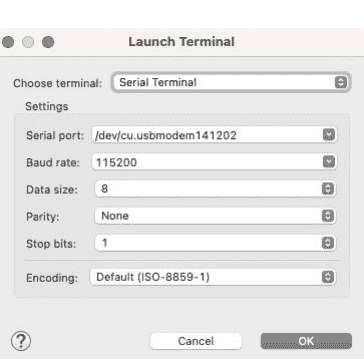 Launch Terminal
Choose terminal: Serial Terminal
Settings
Serial port: /dev/cu.usbmodem141202
Baud rate: 115200
Data size: 8
Parity: None
Stop bits: 1
Encoding: Default (ISO-8859-1)
? Cancel OK